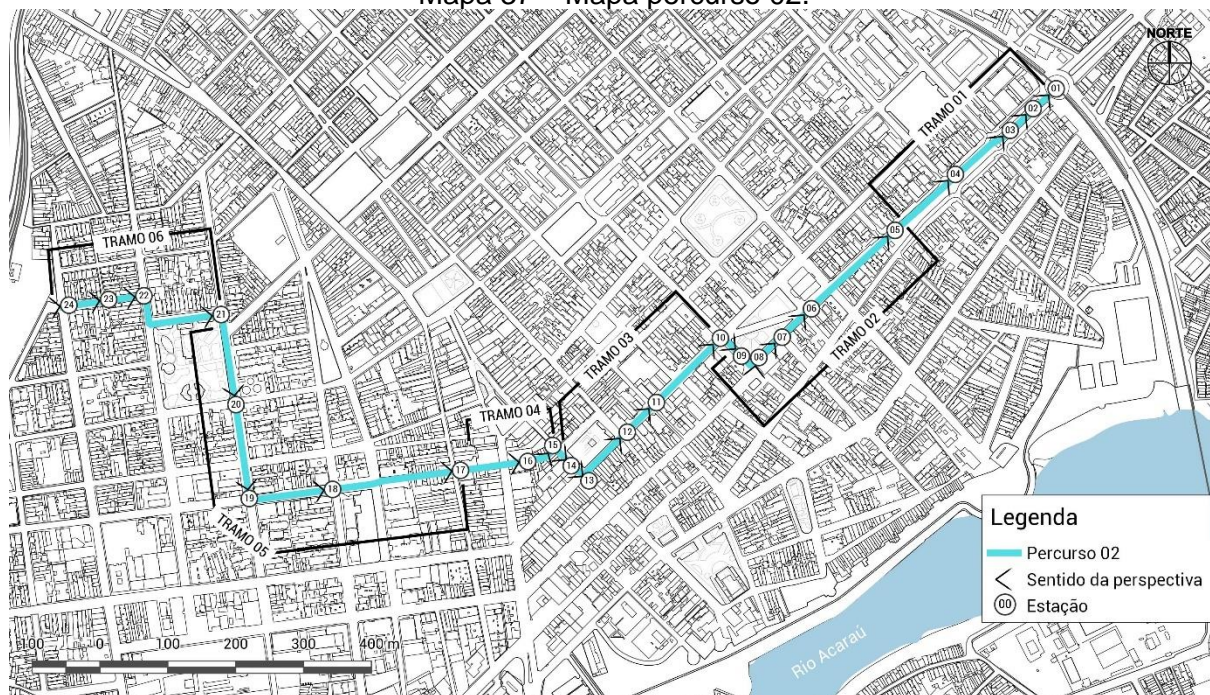 Mapa 37 – Mapa percurso 02.
NORTE
TRAMO 01
01
02
03
04
05
TRAMO 02
06
07
08
09
10
TRAMO 03
11
12
13
14
15
TRAMO 04
16
17
18
19
TRAMO 05
20
21
TRAMO 06
22
23
24
Rio Acaraú
Legenda
Percurso 02
Sentido da perspectiva
00 Estação
100 0 100 200 400 m